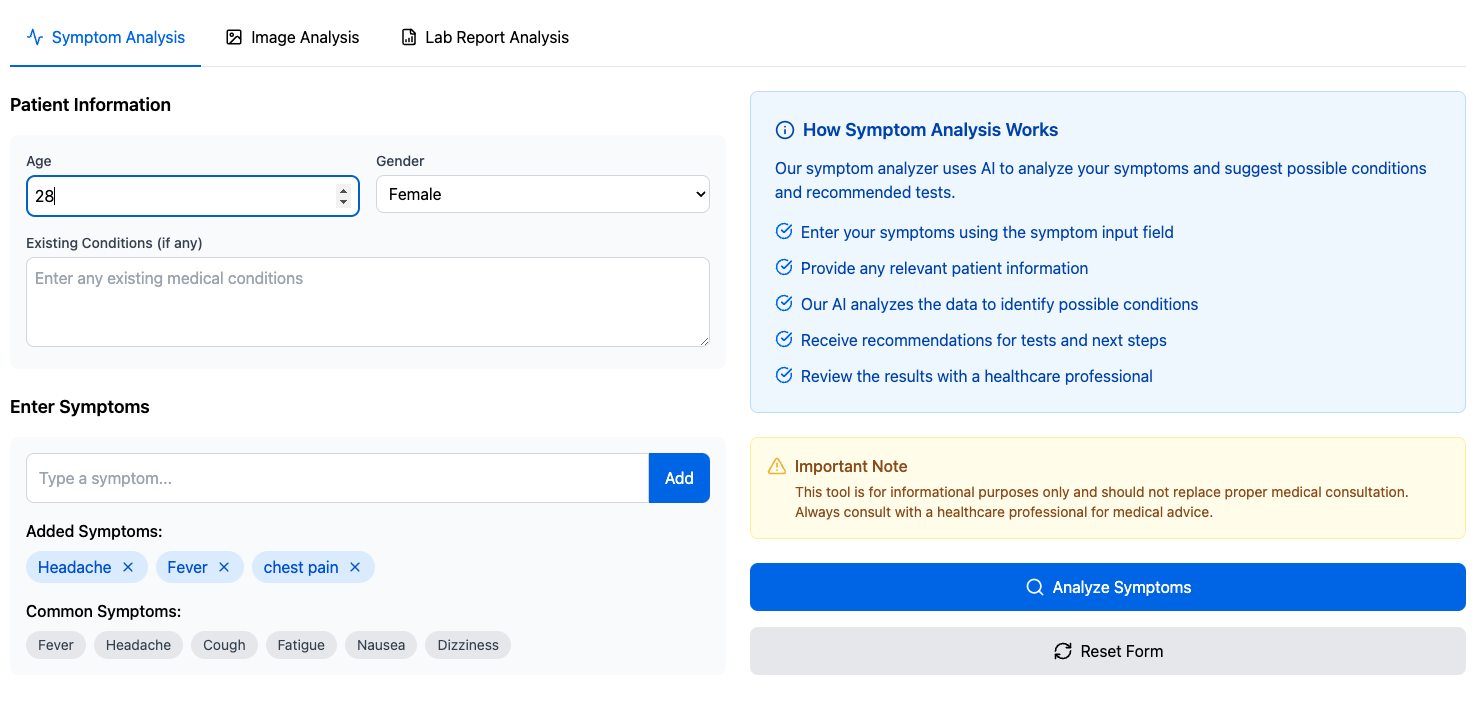 Symptom Analysis
Image Analysis
Lab Report Analysis
Patient Information
Age
Gender
28
Female
Existing Conditions (if any)
Enter any existing medical conditions
Enter Symptoms
Type a symptom...
Add
Added Symptoms:
Headache
Fever
chest pain
Common Symptoms:
Fever
Headache
Cough
Fatigue
Nausea
Dizziness
How Symptom Analysis Works
Our symptom analyzer uses AI to analyze your symptoms and suggest possible conditions
and recommended tests.
Enter your symptoms using the symptom input field
Provide any relevant patient information
Our AI analyzes the data to identify possible conditions
Receive recommendations for tests and next steps
Review the results with a healthcare professional
Important Note
This tool is for informational purposes only and should not replace proper medical consultation.
Always consult with a healthcare professional for medical advice.
Analyze Symptoms
Reset Form